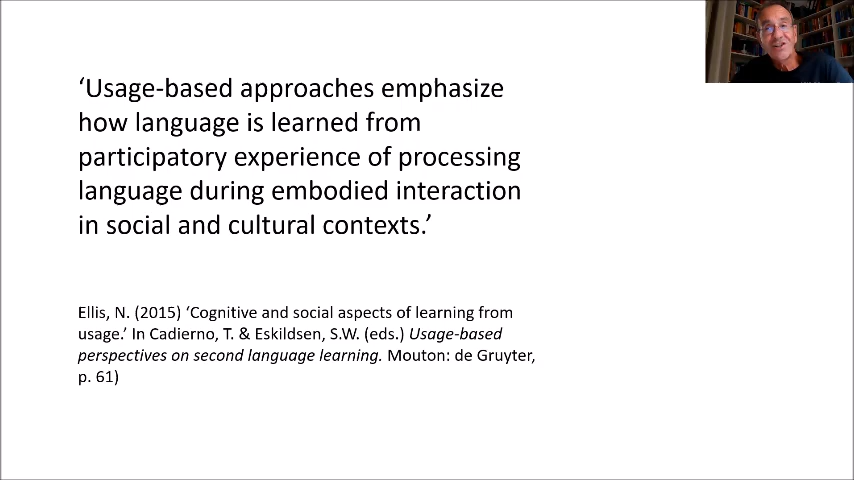 ‘Usage-based approaches emphasize
how language is learned from
participatory experience of processing
language during embodied interaction
in social and cultural contexts.’
Ellis, N. (2015) ‘Cognitive and social aspects of learning from
usage.’ In Cadierno, T. & Eskildsen, S.W. (eds.) Usage-based
perspectives on second language learning. Mouton: de Gruyter,
p. 61)